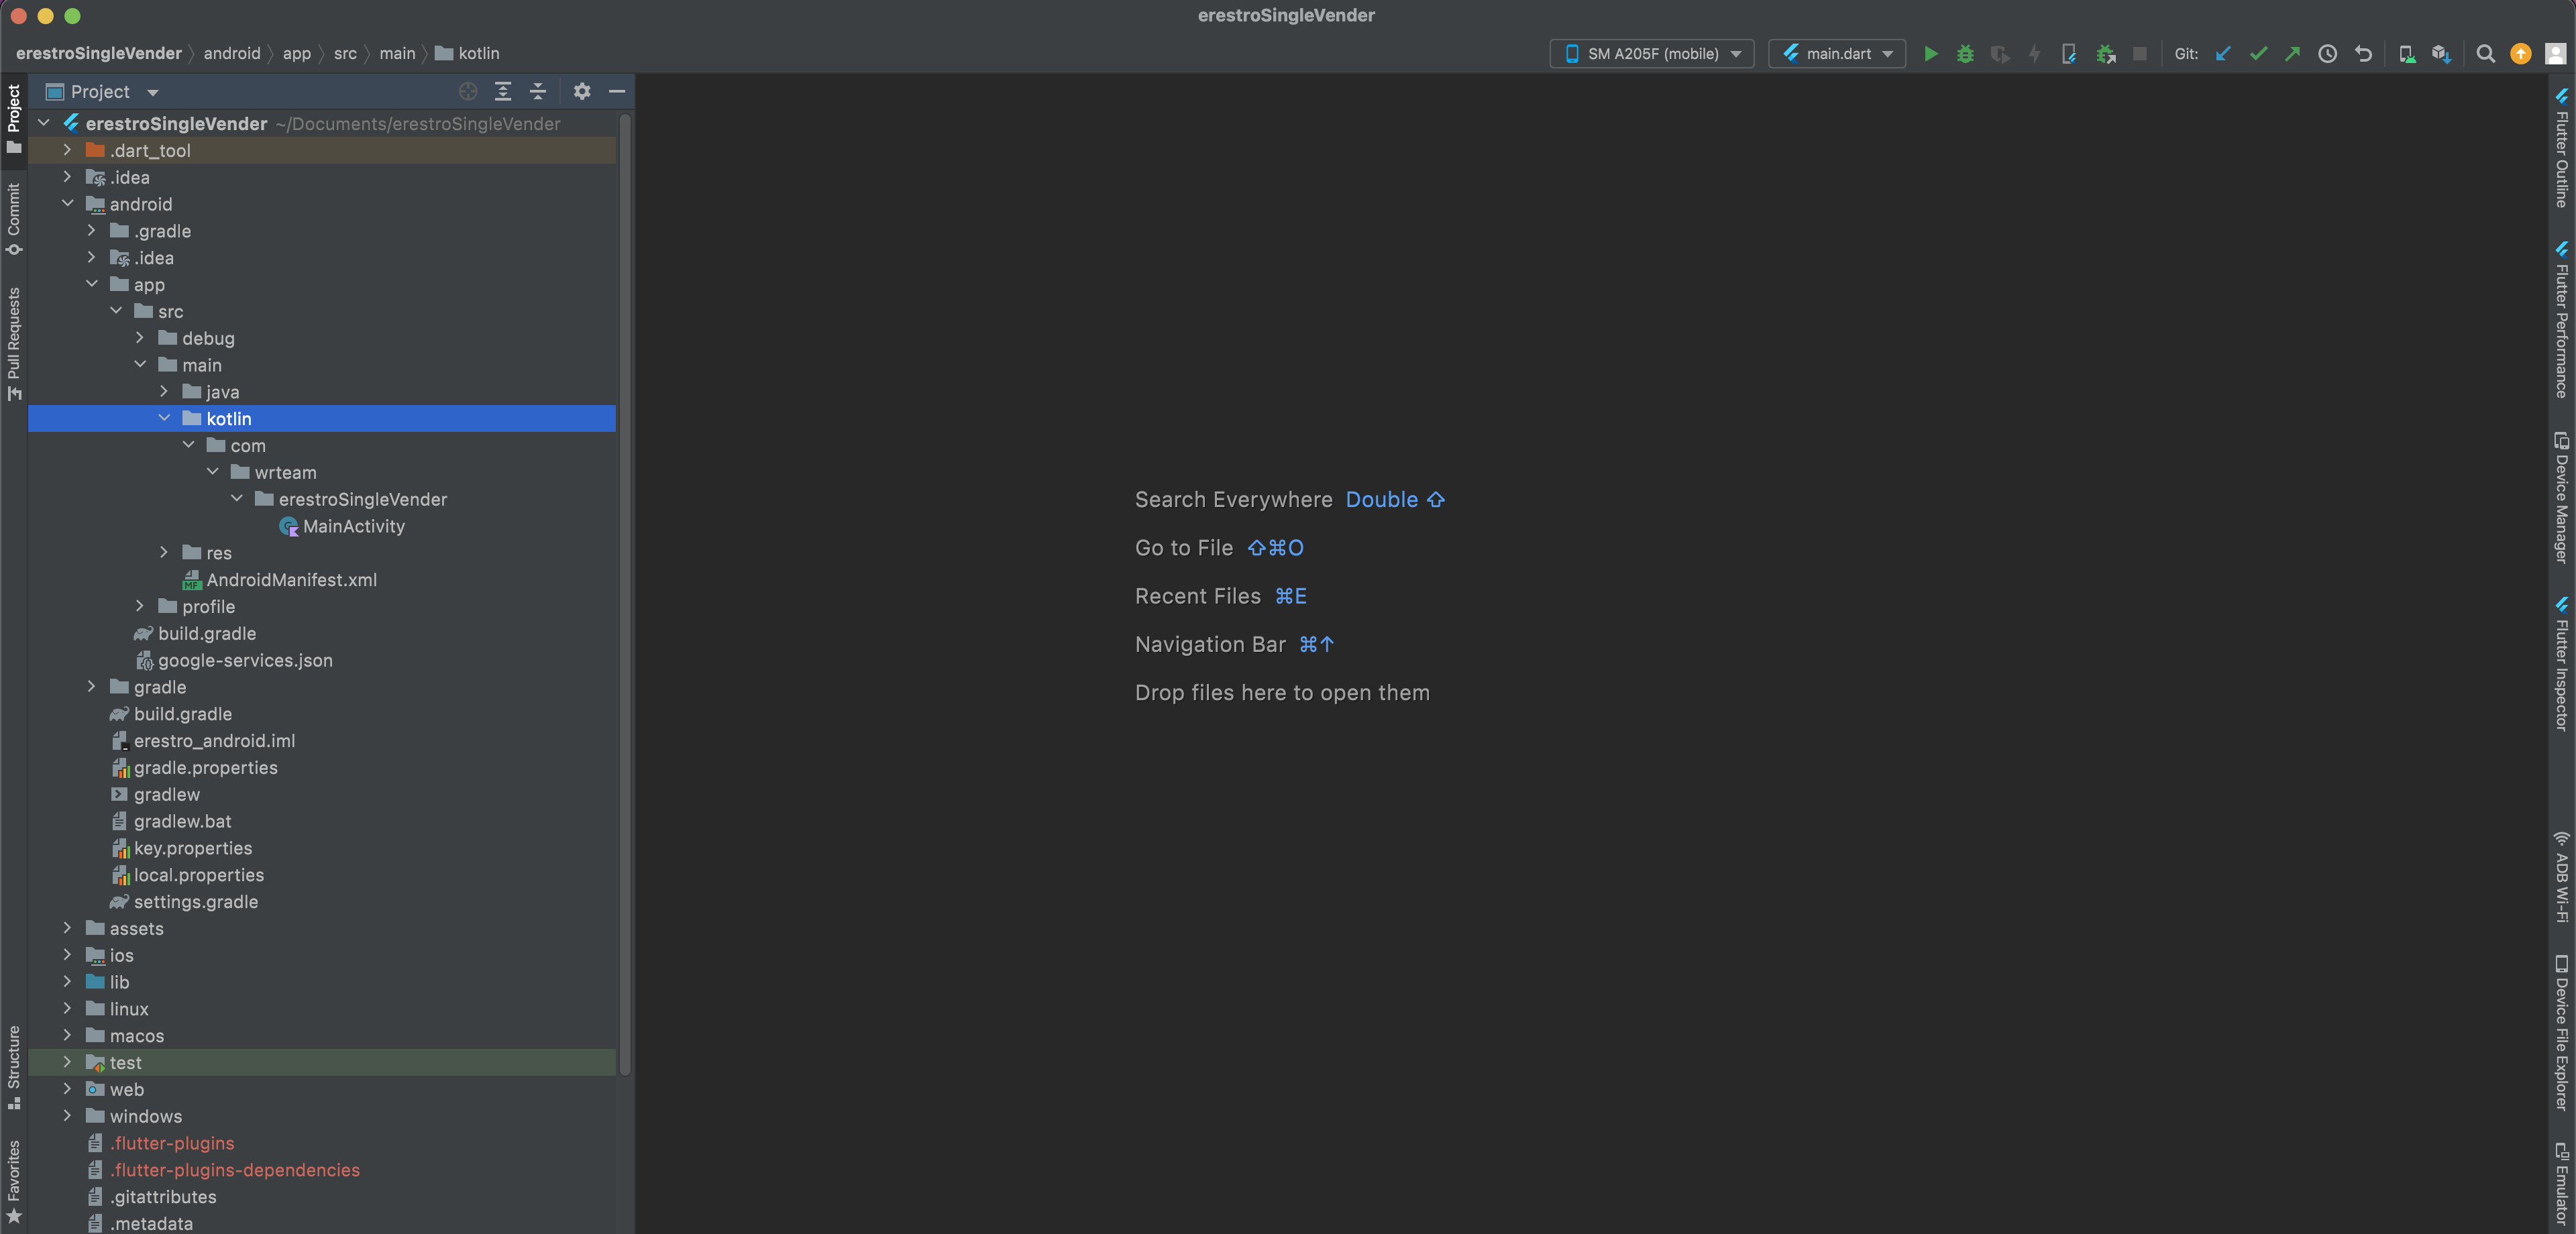 erestroSingleVender
erestroSingleVender android app src main kotlin
SM A205F (mobile) main.dart Git:
Project
Project
Commit
Pull Requests
Structure
Favorites
erestroSingleVender ~/Documents/erestroSingleVender
.dart_tool
.idea
android
.gradle
.idea
app
src
debug
main
java
kotlin
com
wrteam
erestroSingleVender
MainActivity
res
AndroidManifest.xml
profile
build.gradle
google-services.json
gradle
build.gradle
erestro_android.iml
gradle.properties
gradlew
gradlew.bat
key.properties
local.properties
settings.gradle
assets
ios
lib
linux
macos
test
web
windows
.flutter-plugins
.flutter-plugins-dependencies
.gitattributes
.metadata
Search Everywhere Double ⇧
Go to File ⇧⌘O
Recent Files ⌘E
Navigation Bar ⌘↑
Drop files here to open them
Flutter Outline
Flutter Performance
Device Manager
Flutter Inspector
ADB Wi-Fi
Device File Explorer
Emulator